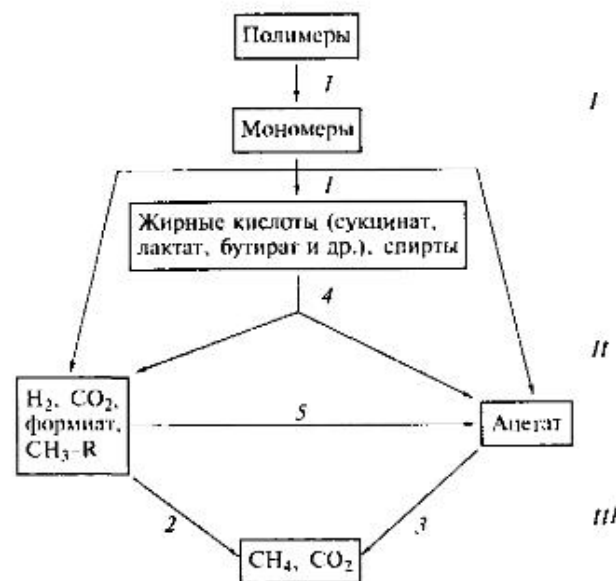 Полимеры
1
I
Мономеры
1
Жирные кислоты (сукцинат,
лактат, бутират и др.), спирты
4
II
H₂, CO₂,
формиат,
CH₃–R
5
Ацетат
2
3
III
CH₄, CO₂